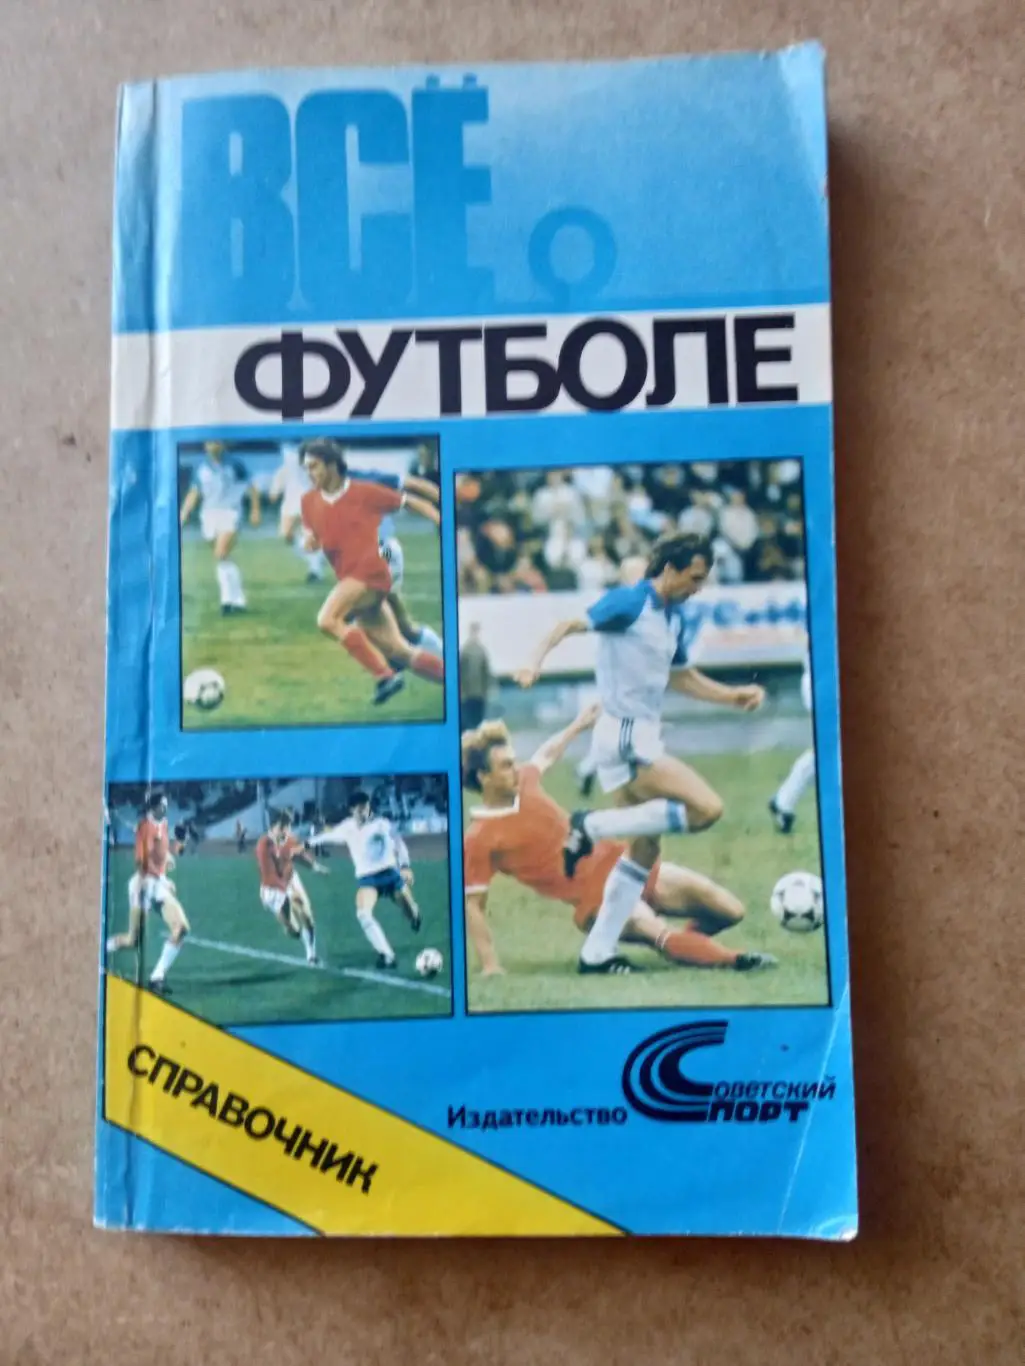 ВСЁ О
ФУТБОЛЕ
СПРАВОЧНИК
Издательство
Советский
Спорт